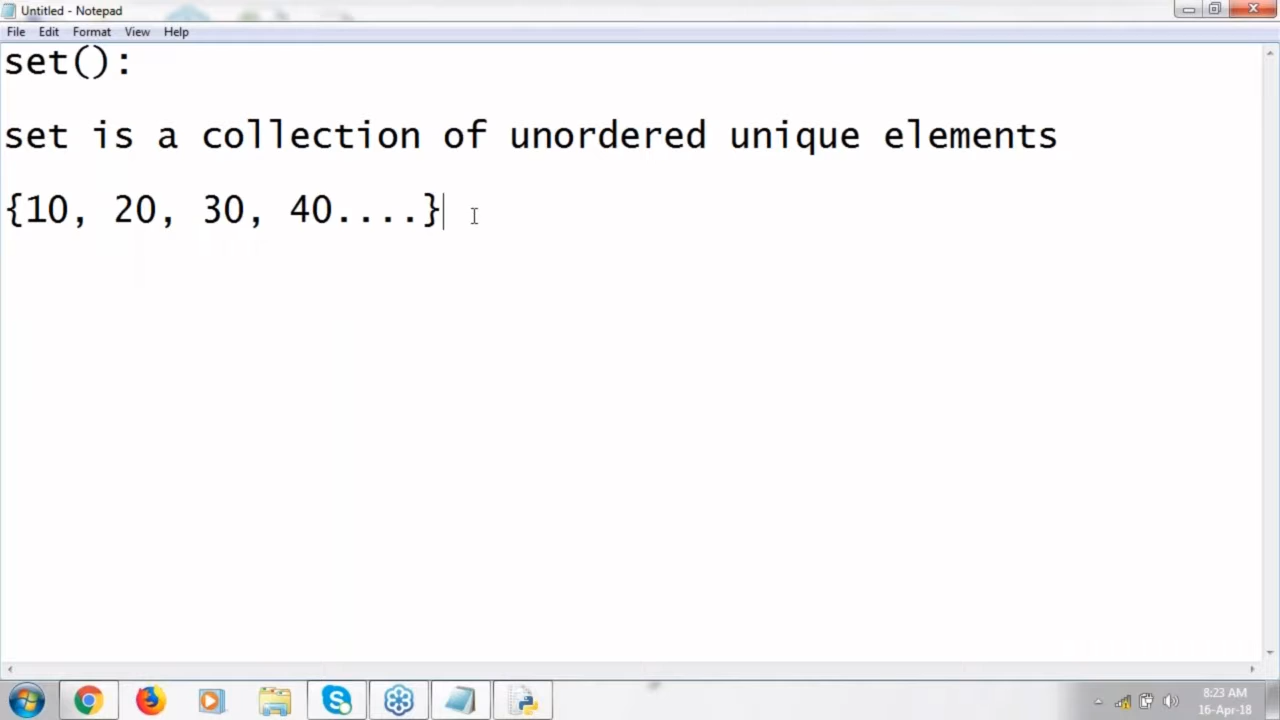 Untitled - Notepad
File Edit Format View Help
set():
set is a collection of unordered unique elements
{10, 20, 30, 40....}
8:23 AM
16-Apr-18